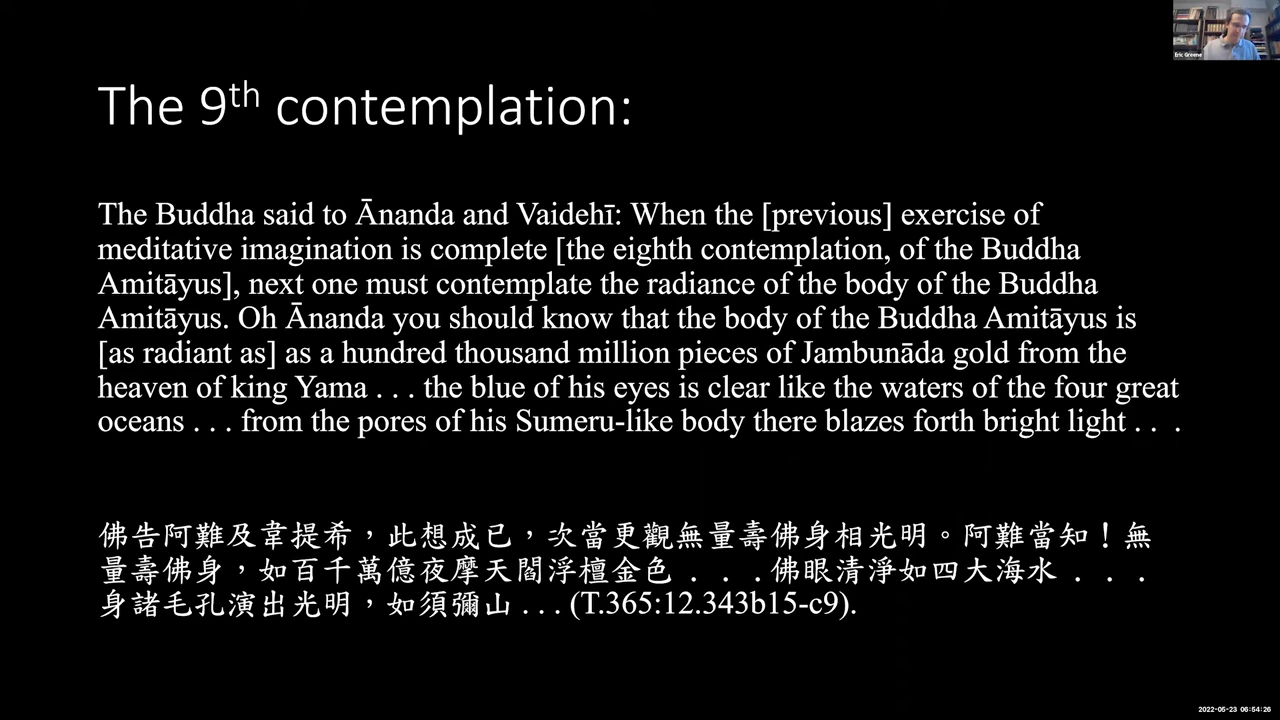 Eric Greene
The 9th contemplation:
The Buddha said to Ānanda and Vaidehī: When the [previous] exercise of
meditative imagination is complete [the eighth contemplation, of the Buddha
Amitāyus], next one must contemplate the radiance of the body of the Buddha
Amitāyus. Oh Ānanda you should know that the body of the Buddha Amitāyus is
[as radiant as] as a hundred thousand million pieces of Jambunāda gold from the
heaven of king Yama . . . the blue of his eyes is clear like the waters of the four great
oceans . . . from the pores of his Sumeru-like body there blazes forth bright light . . .
佛告阿難及韋提希，此想成已，次當更觀無量壽佛身相光明。阿難當知！無
量壽佛身，如百千萬億夜摩天閻浮檀金色 . . . .佛眼清淨如四大海水 . . .
身諸毛孔演出光明，如須彌山 . . . (T.365:12.343b15-c9).
2022-05-23 06:54:26